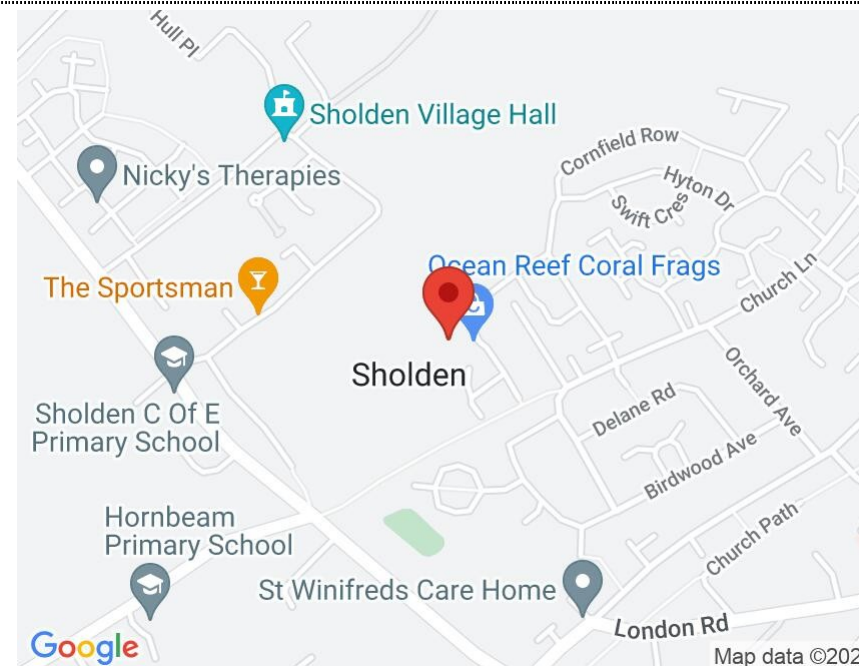 Hull Pl
Sholden Village Hall
Cornfield Row
Nicky's Therapies
Hyton Dr
Swift Cres
The Sportsman
Ocean Reef Coral Frags
Church Ln
Sholden
Orchard Ave
Sholden C Of E
Primary School
Delane Rd
Birdwood Ave
Hornbeam
Primary School
Church Path
St Winifreds Care Home
London Rd
Google
Map data ©202